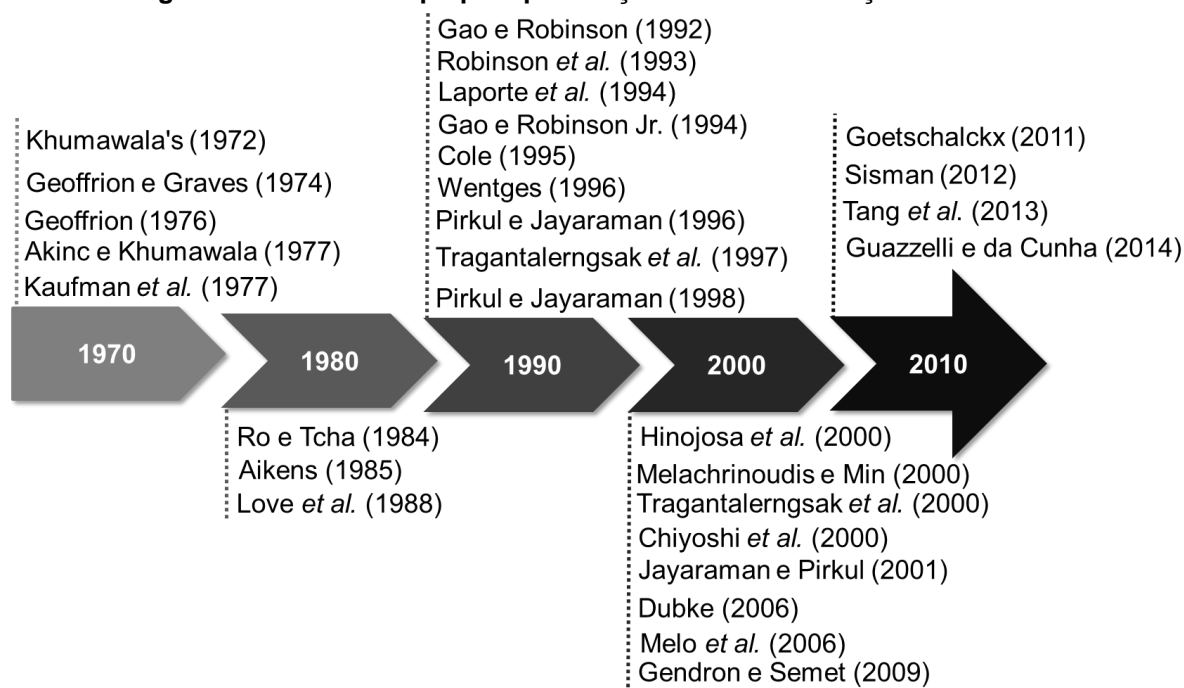 Gao e Robinson (1992)
Robinson et al. (1993)
Laporte et al. (1994)
Gao e Robinson Jr. (1994)
Cole (1995)
Wentges (1996)
Pirkul e Jayaraman (1996)
Tragantalerngsak et al. (1997)
Pirkul e Jayaraman (1998)
Khumawala's (1972)
Geoffrion e Graves (1974)
Geoffrion (1976)
Akinc e Khumawala (1977)
Kaufman et al. (1977)
Goetschalckx (2011)
Sisman (2012)
Tang et al. (2013)
Guazzelli e da Cunha (2014)
1970
1980
1990
2000
2010
Ro e Tcha (1984)
Aikens (1985)
Love et al. (1988)
Hinojosa et al. (2000)
Melachrinoudis e Min (2000)
Tragantalerngsak et al. (2000)
Chiyoshi et al. (2000)
Jayaraman e Pirkul (2001)
Dubke (2006)
Melo et al. (2006)
Gendron e Semet (2009)